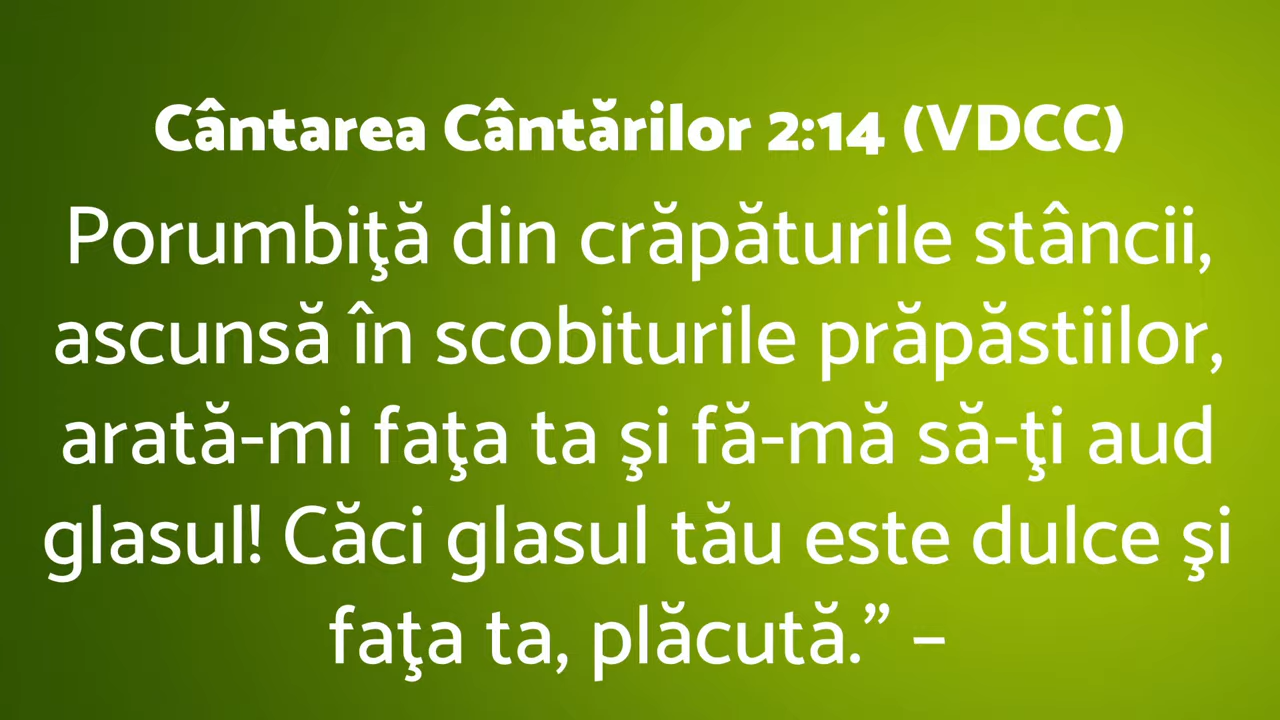 Cântarea Cântărilor 2:14 (VDCC)
Porumbiţă din crăpăturile stâncii,
ascunsă în scobiturile prăpăstiilor,
arată-mi faţa ta şi fă-mă să-ţi aud
glasul! Căci glasul tău este dulce şi
faţa ta, plăcută.” –